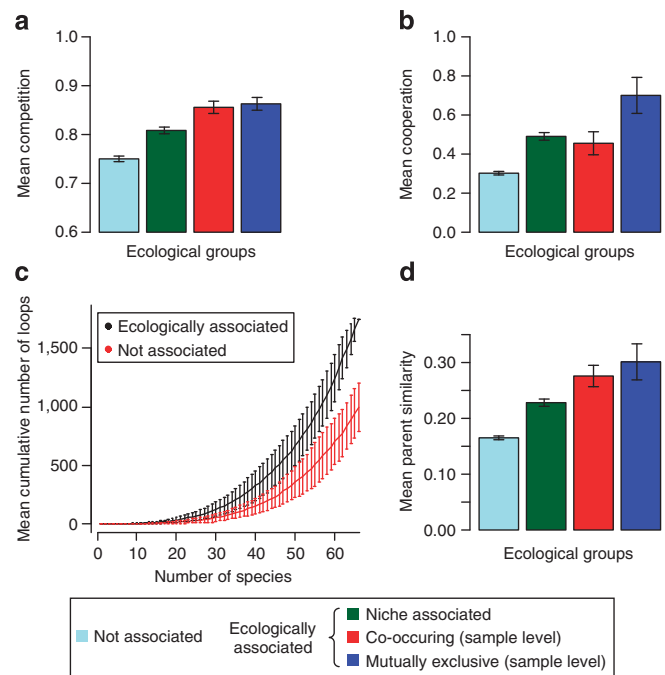 a
1.0
0.9
0.8
0.7
0.6
Mean competition
Ecological groups
b
1.0
0.8
0.6
0.4
0.2
0.0
Mean cooperation
Ecological groups
c
Mean cumulative number of loops
1,500
1,000
500
0
Ecologically associated
Not associated
0 10 20 30 40 50 60
Number of species
d
Mean parent similarity
0.30
0.20
0.15
0.00
Ecological groups
Not associated
Ecologically associated
Niche associated
Co-occuring (sample level)
Mutually exclusive (sample level)